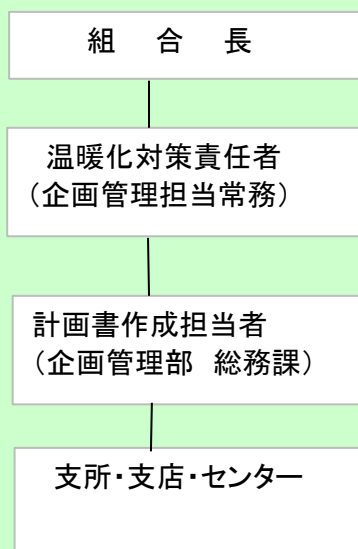 組　合　長
温暖化対策責任者
（企画管理担当常務）
計画書作成担当者
（企画管理部　総務課）
支所・支店・センター